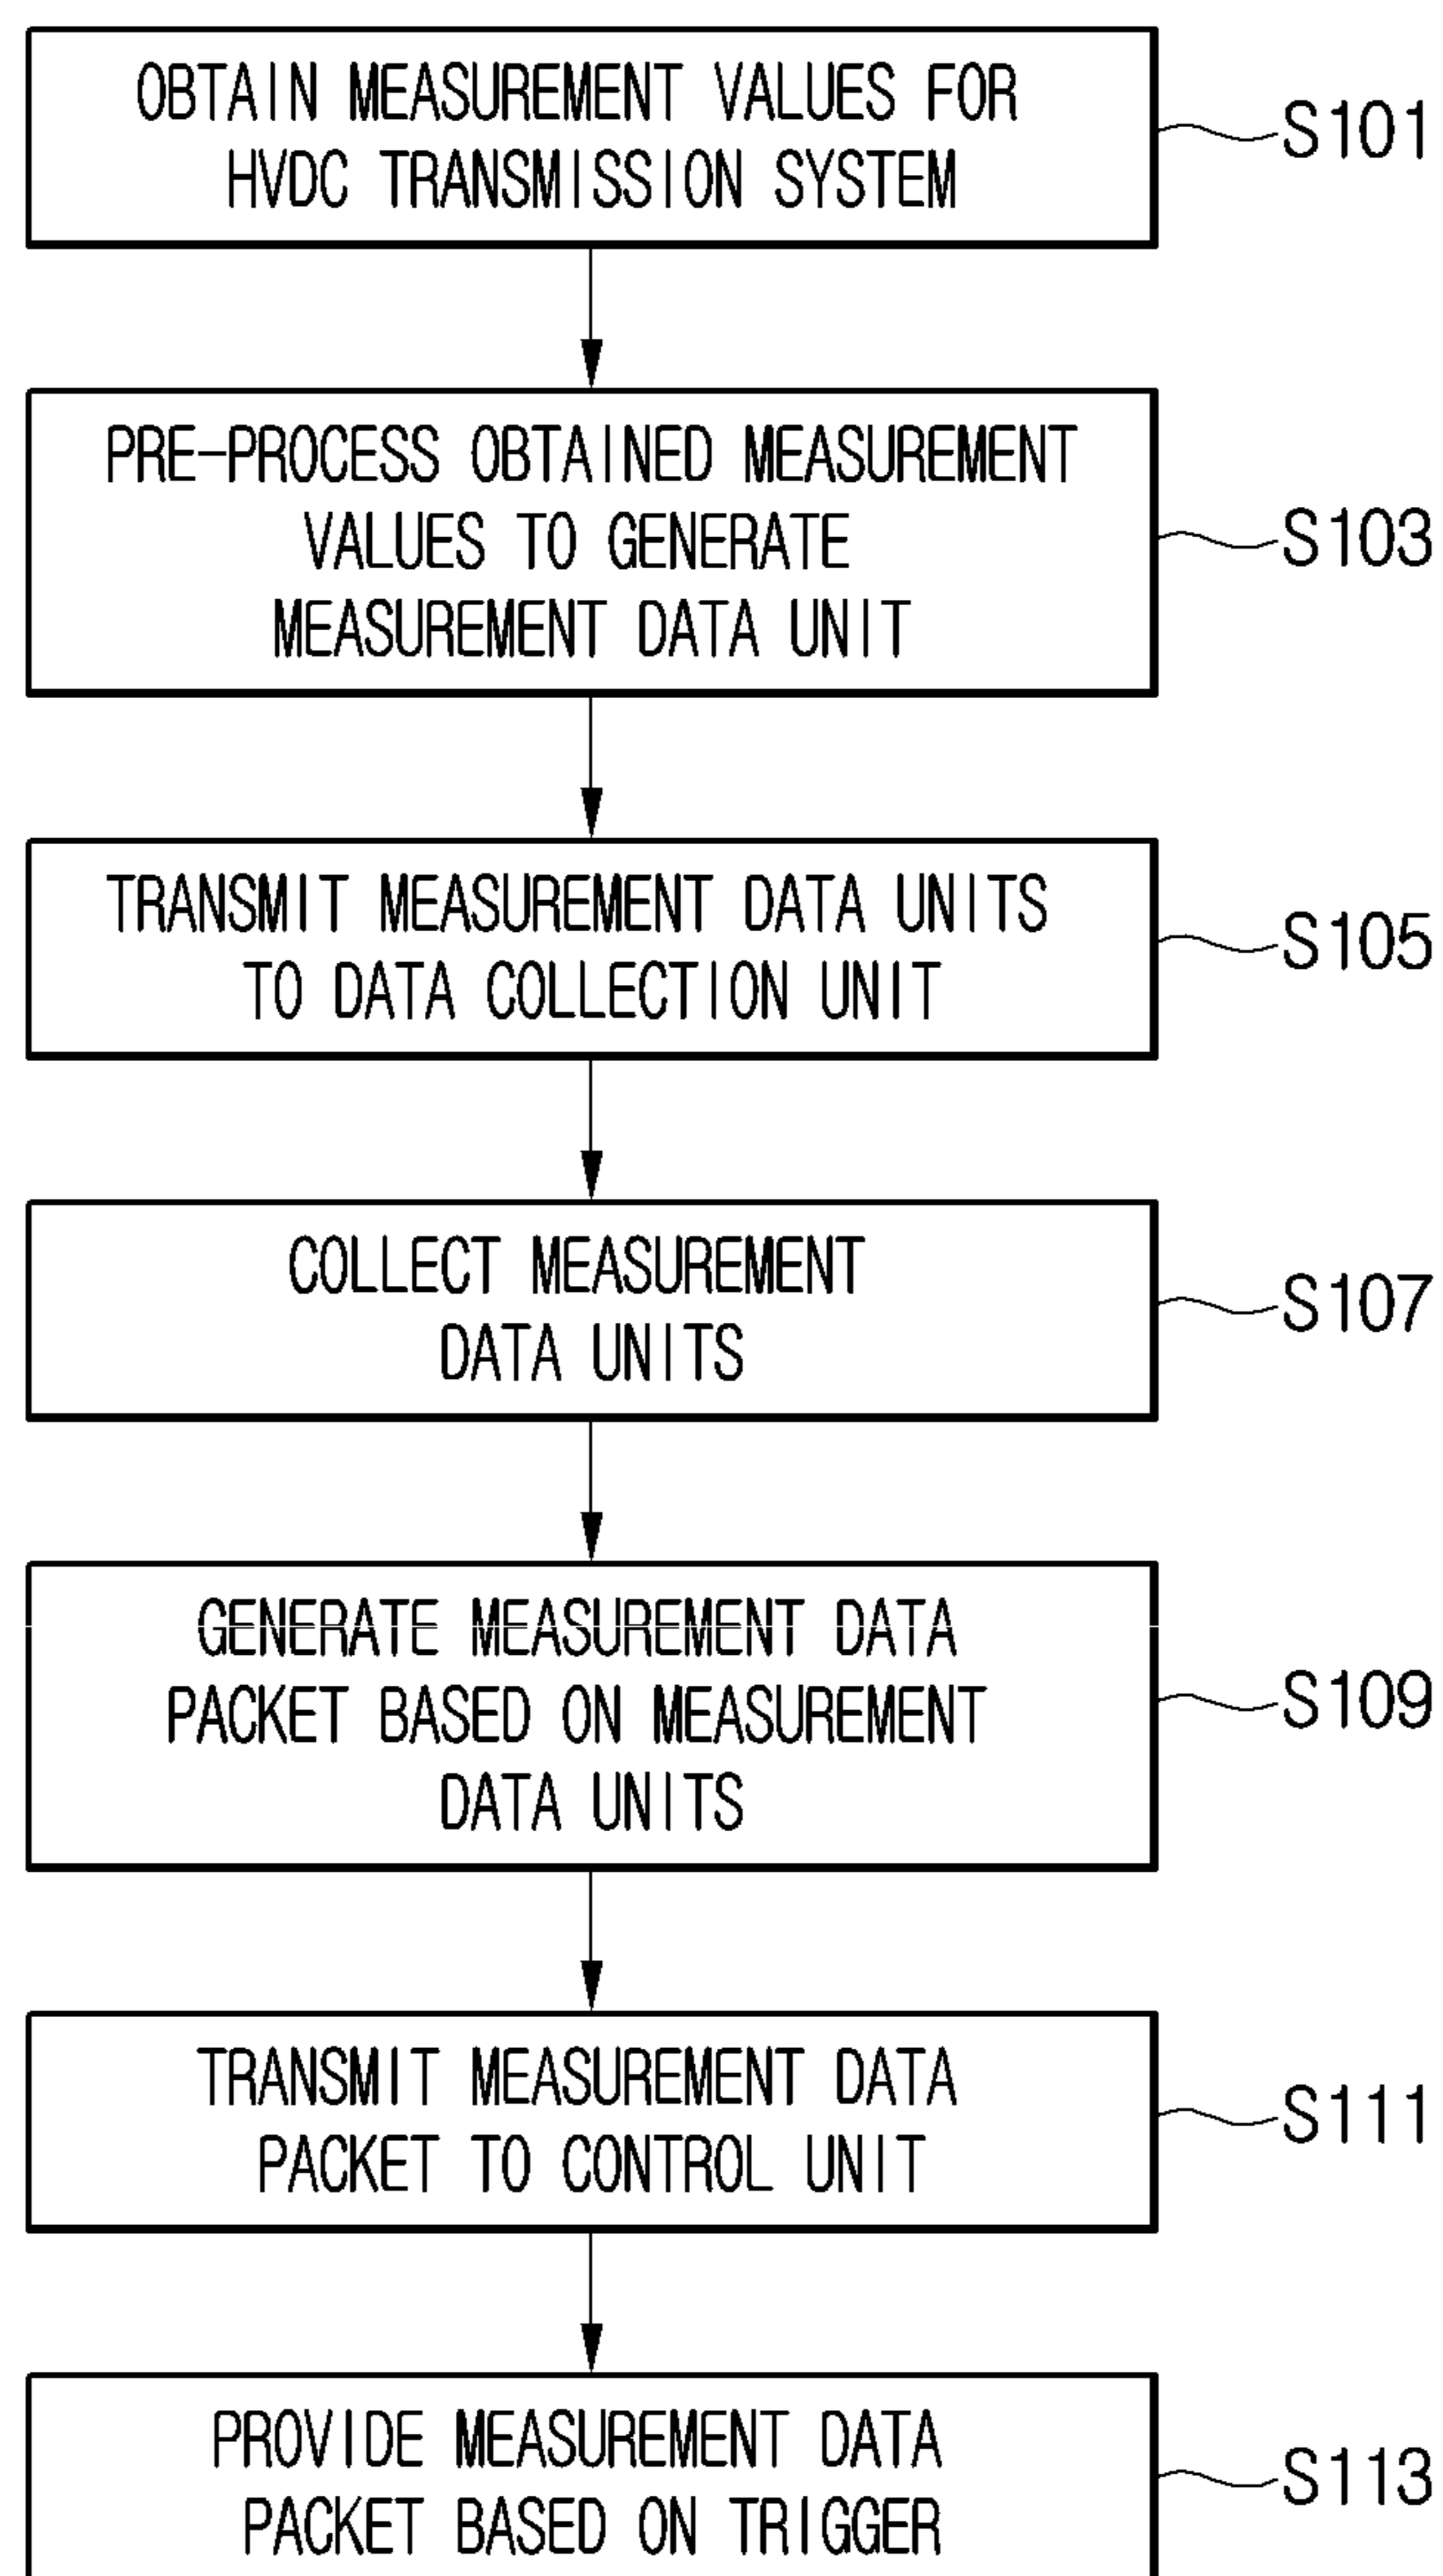 OBTAIN MEASUREMENT VALUES FOR
HVDC TRANSMISSION SYSTEM
S101
PRE-PROCESS OBTAINED MEASUREMENT
VALUES TO GENERATE
MEASUREMENT DATA UNIT
S103
TRANSMIT MEASUREMENT DATA UNITS
TO DATA COLLECTION UNIT
S105
COLLECT MEASUREMENT
DATA UNITS
S107
GENERATE MEASUREMENT DATA
PACKET BASED ON MEASUREMENT
DATA UNITS
S109
TRANSMIT MEASUREMENT DATA
PACKET TO CONTROL UNIT
S111
PROVIDE MEASUREMENT DATA
PACKET BASED ON TRIGGER
S113